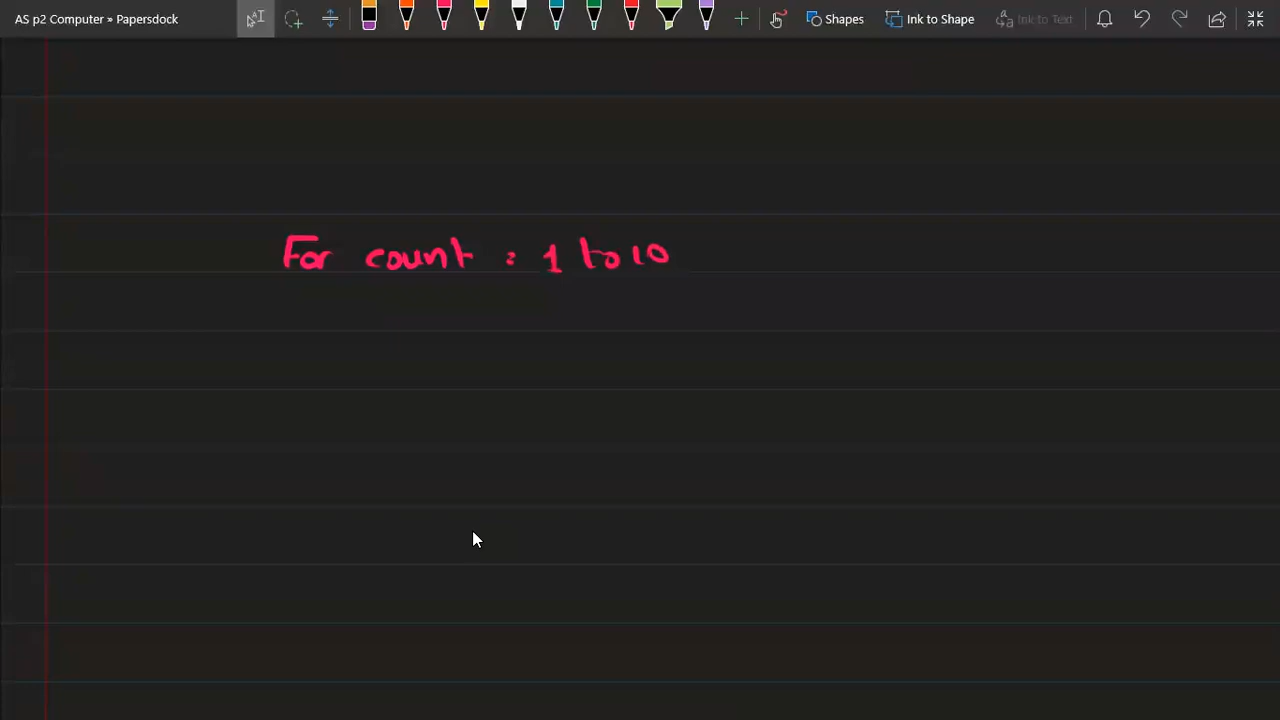 AS p2 Computer » Papersdock
Shapes
Ink to Shape
Ink to Text
For count = 1 to 10